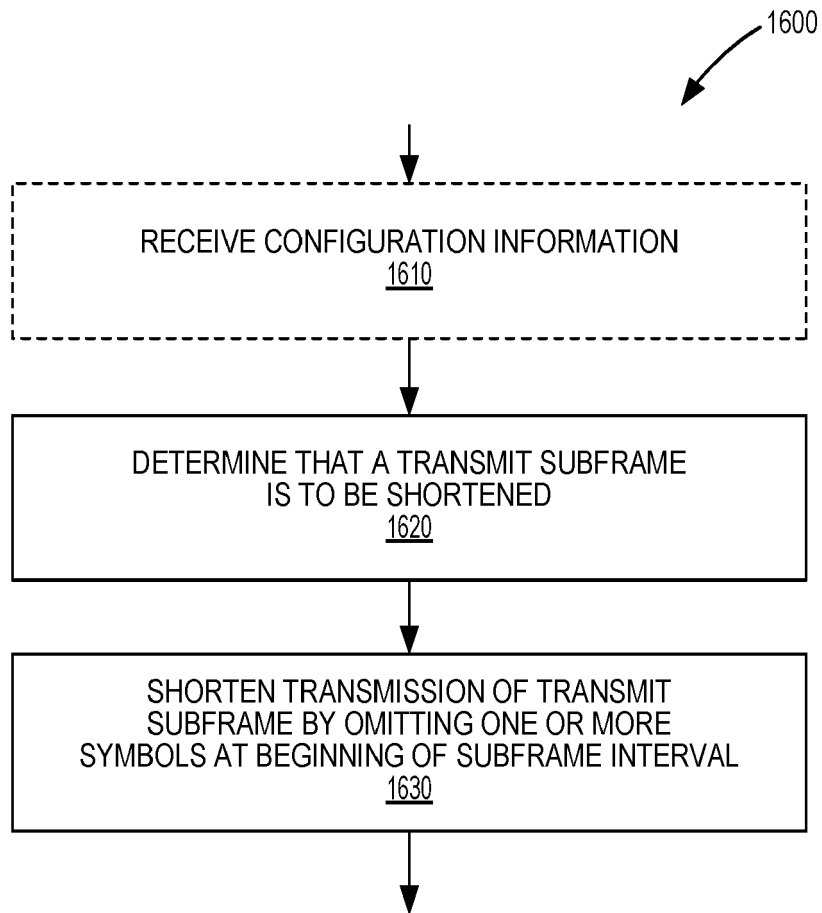 1600
RECEIVE CONFIGURATION INFORMATION
1610
DETERMINE THAT A TRANSMIT SUBFRAME
IS TO BE SHORTENED
1620
SHORTEN TRANSMISSION OF TRANSMIT
SUBFRAME BY OMITTING ONE OR MORE
SYMBOLS AT BEGINNING OF SUBFRAME INTERVAL
1630